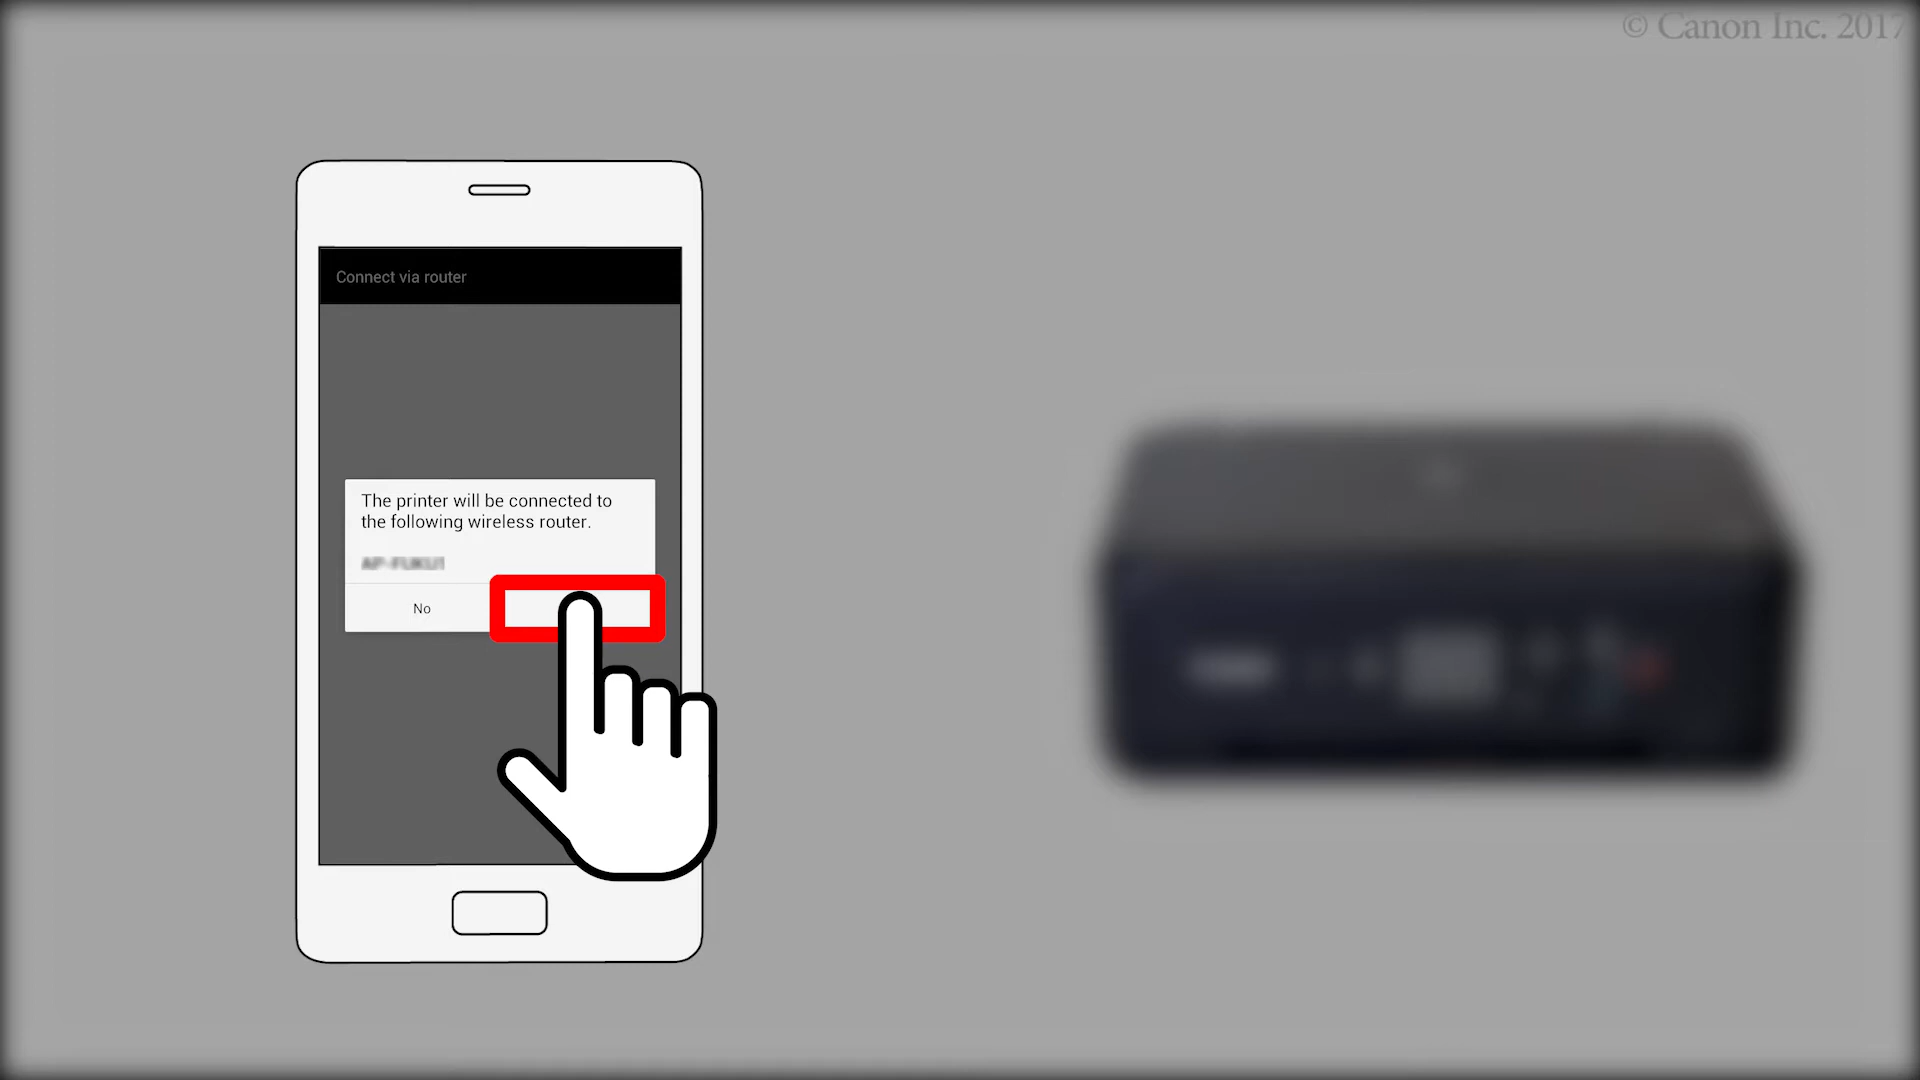 © Canon Inc. 2017
Connect via router
The printer will be connected to
the following wireless router.
No